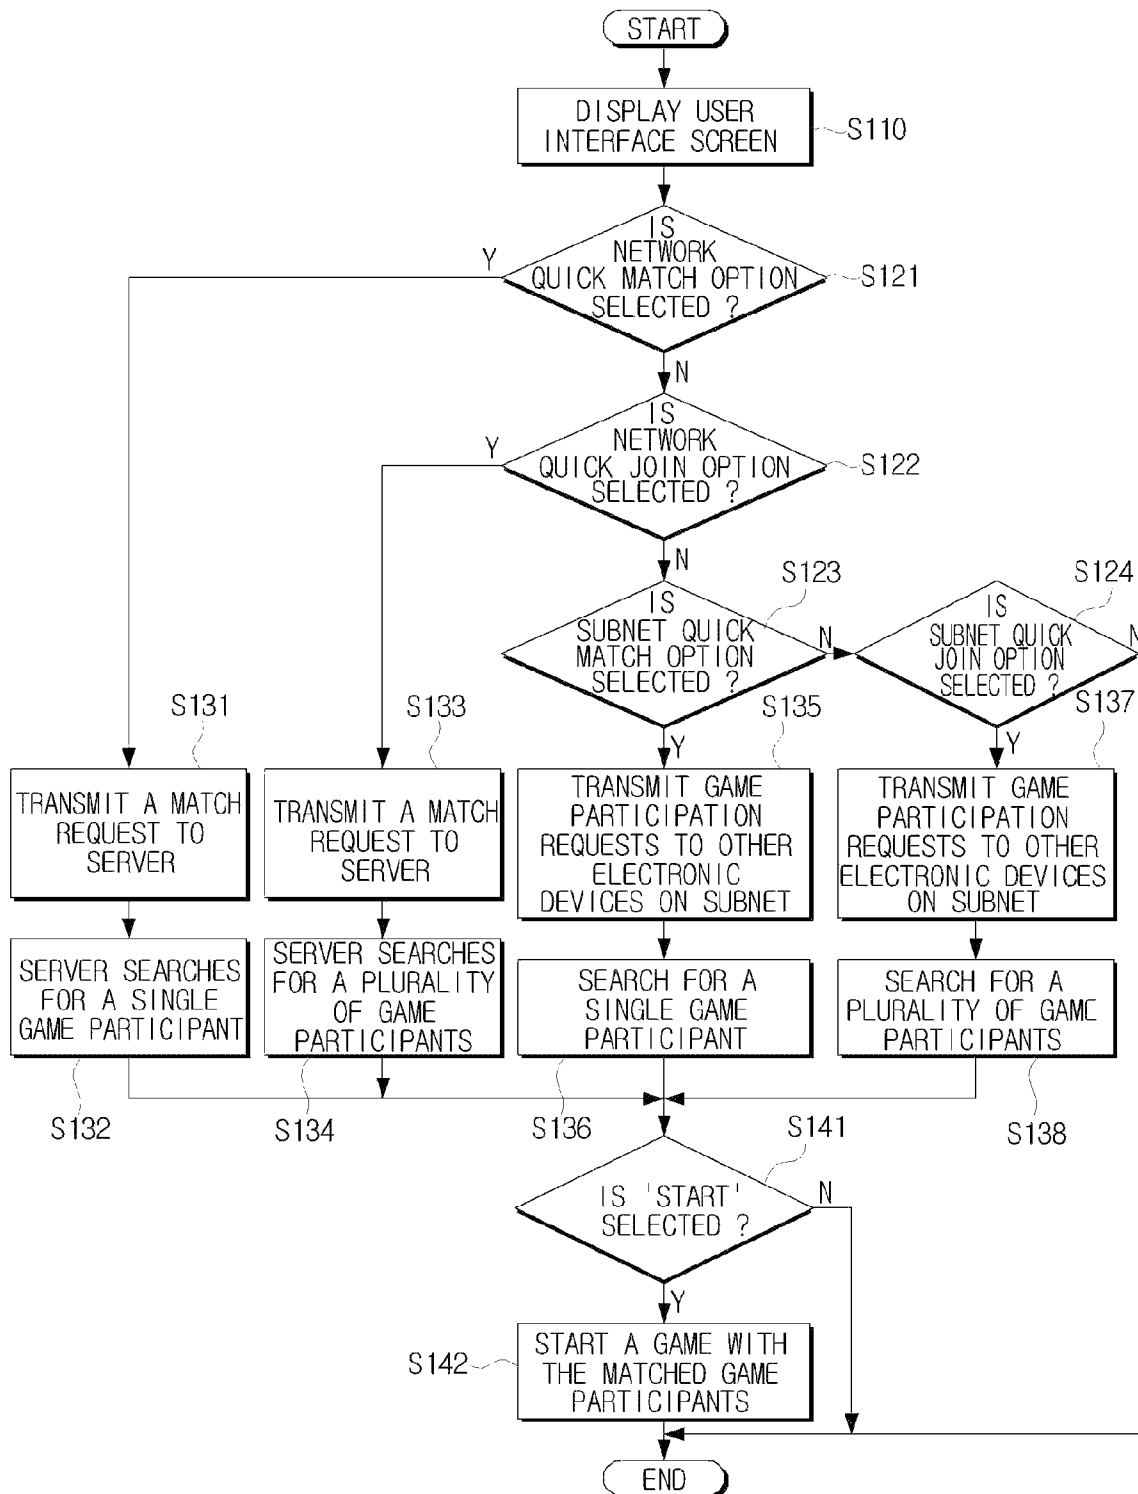 START
DISPLAY USER
INTERFACE SCREEN
S110
IS
NETWORK
QUICK MATCH OPTION
SELECTED ?
Y
S121
N
IS
NETWORK
QUICK JOIN OPTION
SELECTED ?
Y
S122
N
S123
IS
SUBNET QUICK
MATCH OPTION
SELECTED ?
N
S124
IS
SUBNET QUICK
JOIN OPTION
SELECTED ?
N
S131
S133
Y
S135
Y
S137
TRANSMIT A MATCH
REQUEST TO
SERVER
TRANSMIT A MATCH
REQUEST TO
SERVER
TRANSMIT GAME
PARTICIPATION
REQUESTS TO OTHER
ELECTRONIC
DEVICES ON SUBNET
TRANSMIT GAME
PARTICIPATION
REQUESTS TO OTHER
ELECTRONIC DEVICES
ON SUBNET
SERVER SEARCHES
FOR A SINGLE
GAME PARTICIPANT
SERVER SEARCHES
FOR A PLURALITY
OF GAME
PARTICIPANTS
SEARCH FOR A
SINGLE GAME
PARTICIPANT
SEARCH FOR A
PLURALITY OF GAME
PARTICIPANTS
S132
S134
S136
S138
S141
IS 'START'
SELECTED ?
N
Y
S142
START A GAME WITH
THE MATCHED GAME
PARTICIPANTS
END